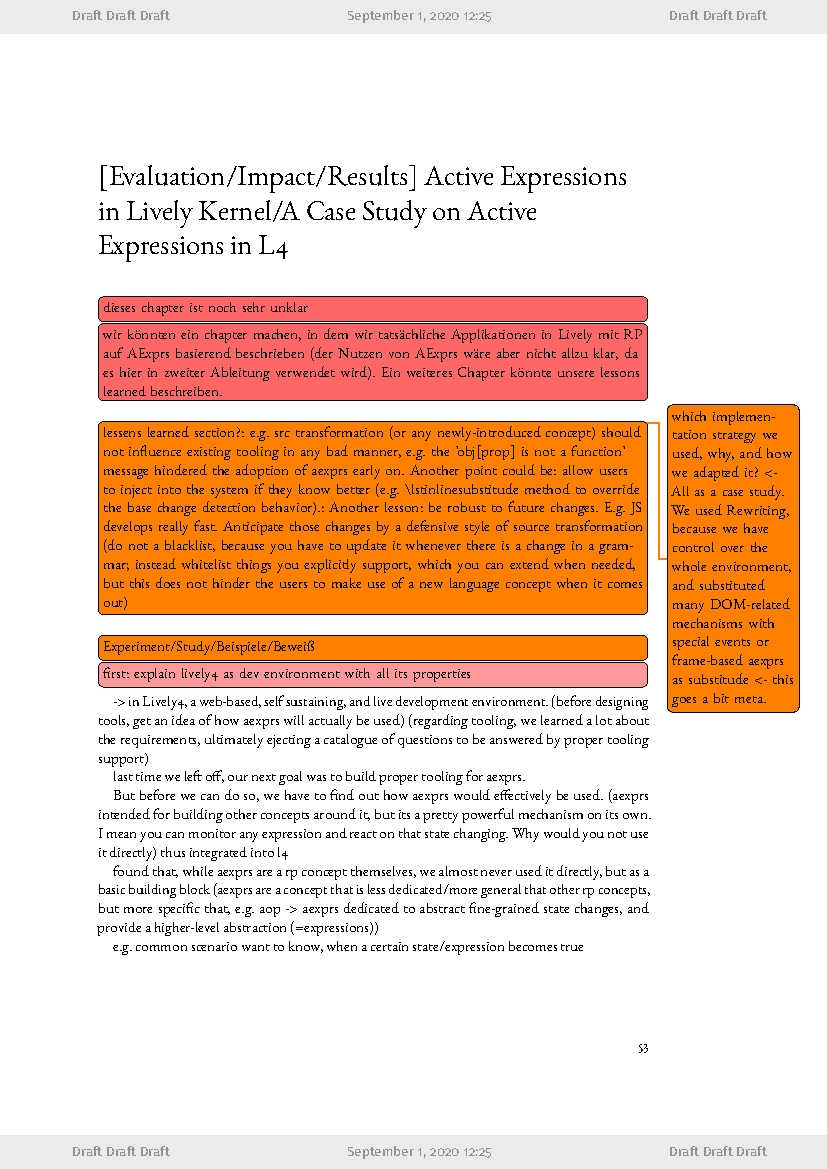 Draft Draft Draft September 1, 2020 12:25 Draft Draft Draft
[Evaluation/Impact/Results] Active Expressions
in Lively Kernel/A Case Study on Active
Expressions in L4
dieses chapter ist noch sehr unklar
wir könnten ein chapter machen, in dem wir tatsächliche Applikationen in Lively mit RP
auf AExprs basierend beschrieben (der Nutzen von AExprs wäre aber nicht allzu klar, da
es hier in zweiter Ableitung verwendet wird). Ein weiteres Chapter könnte unsere lessons
learned beschreiben.
lessens learned section?: e.g. src transformation (or any newly-introduced concept) should
not influence existing tooling in any bad manner, e.g. the 'obj[prop] is not a function'
message hindered the adoption of aexprs early on. Another point could be: allow users
to inject into the system if they know better (e.g. \lstinlinesubstitude method to override
the base change detection behavior).: Another lesson: be robust to future changes. E.g. JS
develops really fast. Anticipate those changes by a defensive style of source transformation
(do not a blacklist, because you have to update it whenever there is a change in a gram-
mar; instead whitelist things you explicitly support, which you can extend when needed,
but this does not hinder the users to make use of a new language concept when it comes
out)
which implemen-
tation strategy we
used, why, and how
we adapted it? <-
All as a case study.
We used Rewriting,
because we have
control over the
whole environment,
and substituted
many DOM-related
mechanisms with
special events or
frame-based aexprs
as substitude <- this
goes a bit meta.
Experiment/Study/Beispiele/Beweiß
first: explain lively4 as dev environment with all its properties
-> in Lively4, a web-based, self sustaining, and live development environment. (before designing
tools, get an idea of how aexprs will actually be used) (regarding tooling, we learned a lot about
the requirements, ultimately ejecting a catalogue of questions to be answered by proper tooling
support)
last time we left off, our next goal was to build proper tooling for aexprs.
But before we can do so, we have to find out how aexprs would effectively be used. (aexprs
intended for building other concepts around it, but its a pretty powerful mechanism on its own.
I mean you can monitor any expression and react on that state changing. Why would you not use
it directly) thus integrated into l4
found that, while aexprs are a rp concept themselves, we almost never used it directly, but as a
basic building block (aexprs are a concept that is less dedicated/more general that other rp concepts,
but more specific that, e.g. aop -> aexprs dedicated to abstract fine-grained state changes, and
provide a higher-level abstraction (=expressions))
e.g. common scenario want to know, when a certain state/expression becomes true
53
Draft Draft Draft September 1, 2020 12:25 Draft Draft Draft